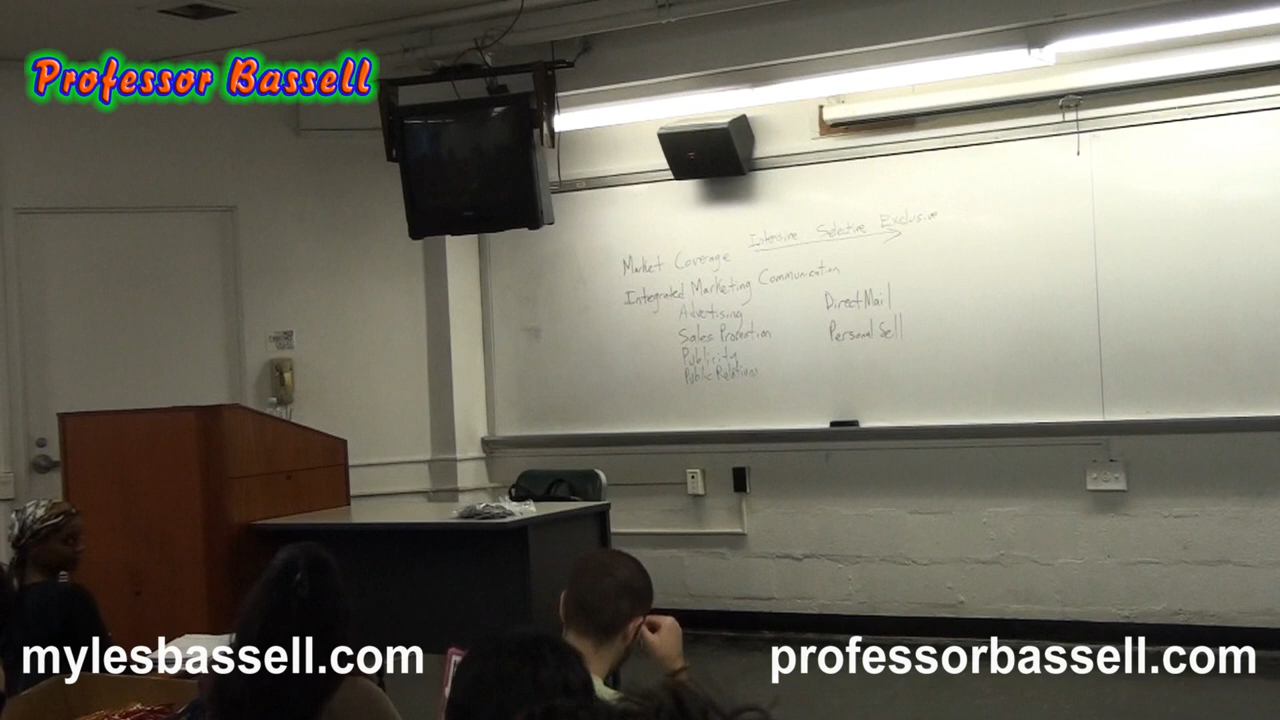 Professor Bassell
Intensive Selective Exclusive
Market Coverage
Integrated Marketing Communication
Advertising
Direct Mail
Sales Promotion
Personal Sell
Publicity
Public Relations
mylesbassell.com
professorbassell.com